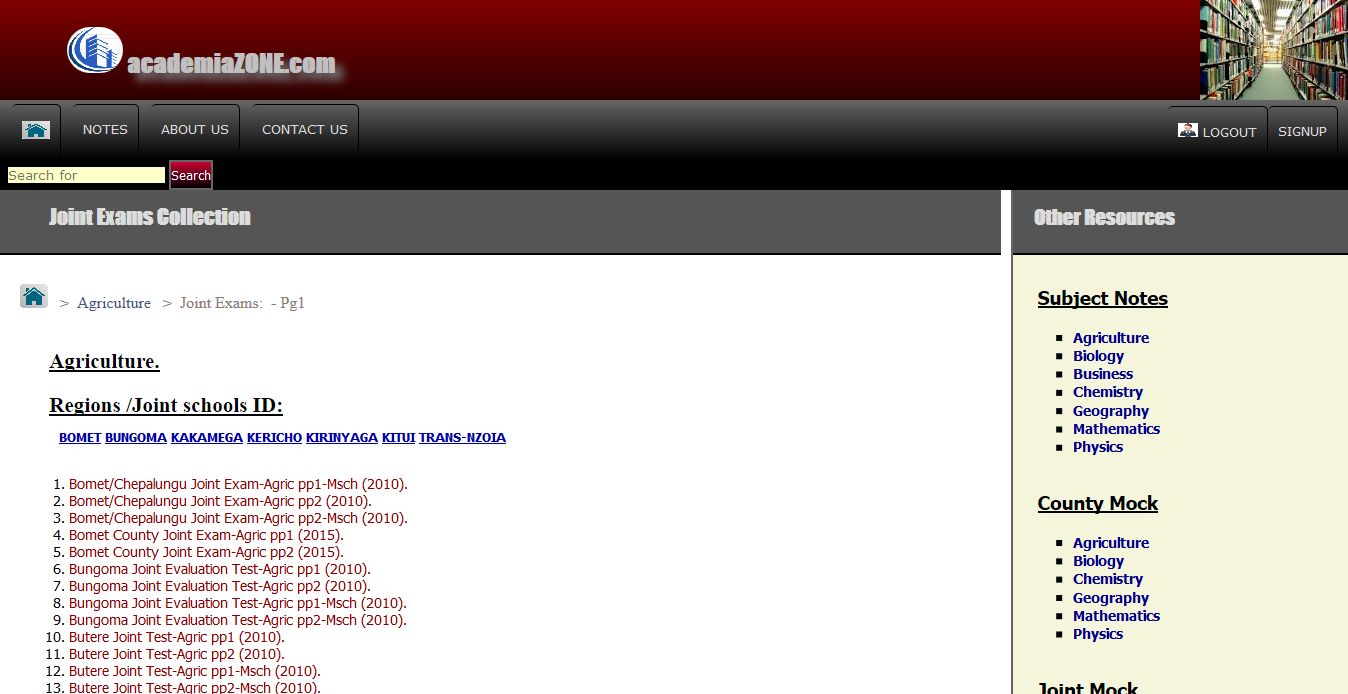 academiaZONE.com
NOTES ABOUT US CONTACT US LOGOUT SIGNUP
Search for Search
Joint Exams Collection
> Agriculture > Joint Exams: - Pg1
Agriculture.
Regions /Joint schools ID:
BOMET BUNGOMA KAKAMEGA KERICHO KIRINYAGA KITUI TRANS-NZOIA
1. Bomet/Chepalungu Joint Exam-Agric pp1-Msch (2010).
2. Bomet/Chepalungu Joint Exam-Agric pp2 (2010).
3. Bomet/Chepalungu Joint Exam-Agric pp2-Msch (2010).
4. Bomet County Joint Exam-Agric pp1 (2015).
5. Bomet County Joint Exam-Agric pp2 (2015).
6. Bungoma Joint Evaluation Test-Agric pp1 (2010).
7. Bungoma Joint Evaluation Test-Agric pp2 (2010).
8. Bungoma Joint Evaluation Test-Agric pp1-Msch (2010).
9. Bungoma Joint Evaluation Test-Agric pp2-Msch (2010).
10. Butere Joint Test-Agric pp1 (2010).
11. Butere Joint Test-Agric pp2 (2010).
12. Butere Joint Test-Agric pp1-Msch (2010).
13. Butere Joint Test-Agric pp2-Msch (2010).
Other Resources
Subject Notes
Agriculture
Biology
Business
Chemistry
Geography
Mathematics
Physics
County Mock
Agriculture
Biology
Chemistry
Geography
Mathematics
Physics
Joint Mock